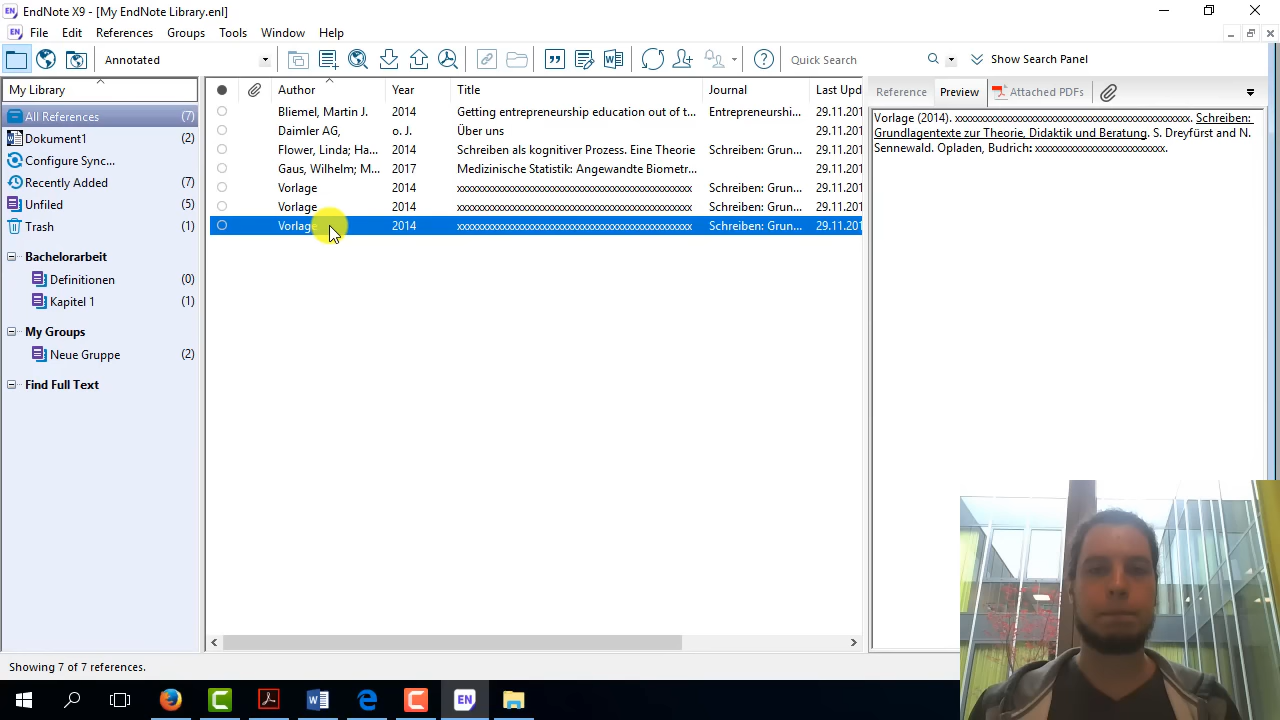 EndNote X9 - [My EndNote Library.enl]
File Edit References Groups Tools Window Help
Annotated
Quick Search
Show Search Panel
My Library
All References (7)
Dokument1 (2)
Configure Sync...
Recently Added (7)
Unfiled (5)
Trash (1)
Bachelorarbeit
Definitionen (0)
Kapitel 1 (1)
My Groups
Neue Gruppe (2)
Find Full Text
Author Year Title Journal Last Upd
Bliemel, Martin J. 2014 Getting entrepreneurship education out of t... Entrepreneurshi... 29.11.201
Daimler AG, o. J. Über uns 29.11.201
Flower, Linda; Ha... 2014 Schreiben als kognitiver Prozess. Eine Theorie Schreiben: Grun... 29.11.201
Gaus, Wilhelm; M... 2017 Medizinische Statistik: Angewandte Biometr... 29.11.201
Vorlage 2014 xxxxxxxxxxxxxxxxxxxxxxxxxxxxxxxxxxxxxxxxxxxxxxx Schreiben: Grun... 29.11.201
Vorlage 2014 xxxxxxxxxxxxxxxxxxxxxxxxxxxxxxxxxxxxxxxxxxxxxxx Schreiben: Grun... 29.11.201
Vorlage 2014 xxxxxxxxxxxxxxxxxxxxxxxxxxxxxxxxxxxxxxxxxxxxxxx Schreiben: Grun... 29.11.201
Reference Preview Attached PDFs
Vorlage (2014). xxxxxxxxxxxxxxxxxxxxxxxxxxxxxxxxxxxxxxxxxxxxxxx. Schreiben:
Grundlagentexte zur Theorie, Didaktik und Beratung. S. Dreyfürst and N.
Sennewald. Opladen, Budrich: xxxxxxxxxxxxxxxxxxxxxxxxxx.
Showing 7 of 7 references.